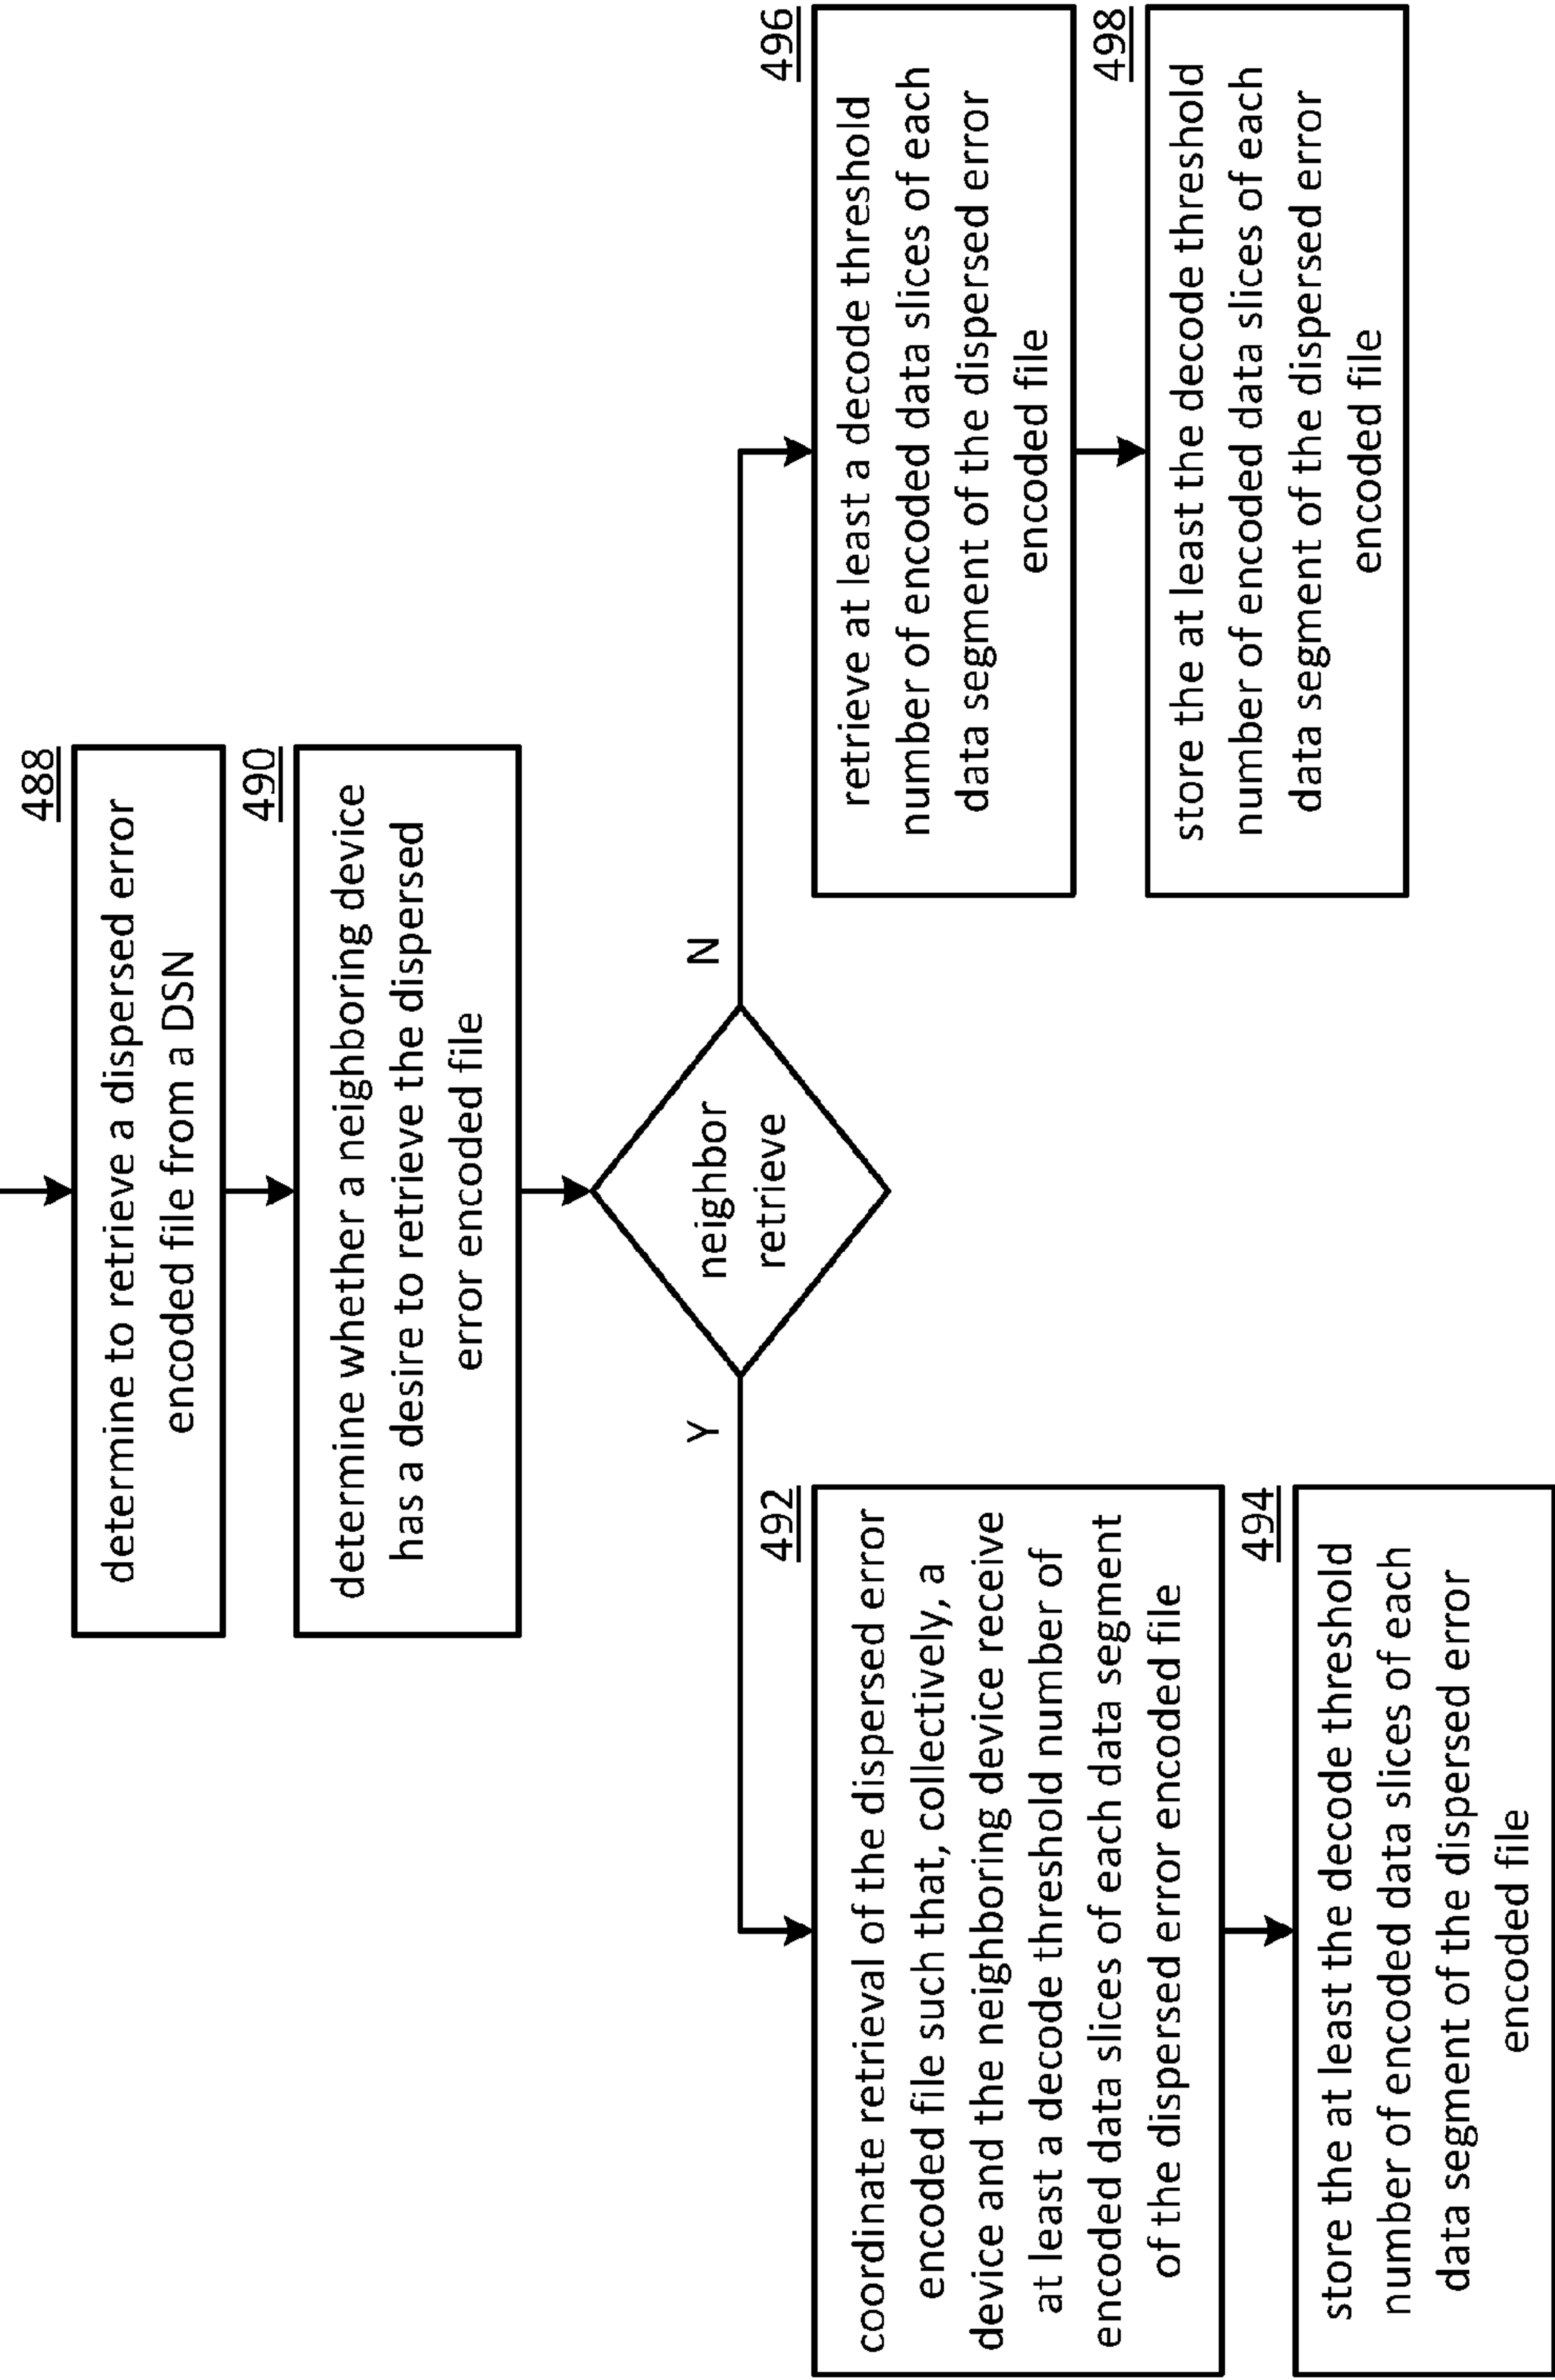 488
determine to retrieve a dispersed error
encoded file from a DSN
490
determine whether a neighboring device
has a desire to retrieve the dispersed
error encoded file
neighbor
retrieve
Y
N
492
coordinate retrieval of the dispersed error
encoded file such that, collectively, a
device and the neighboring device receive
at least a decode threshold number of
encoded data slices of each data segment
of the dispersed error encoded file
494
store the at least the decode threshold
number of encoded data slices of each
data segment of the dispersed error
encoded file
496
retrieve at least a decode threshold
number of encoded data slices of each
data segment of the dispersed error
encoded file
498
store the at least the decode threshold
number of encoded data slices of each
data segment of the dispersed error
encoded file